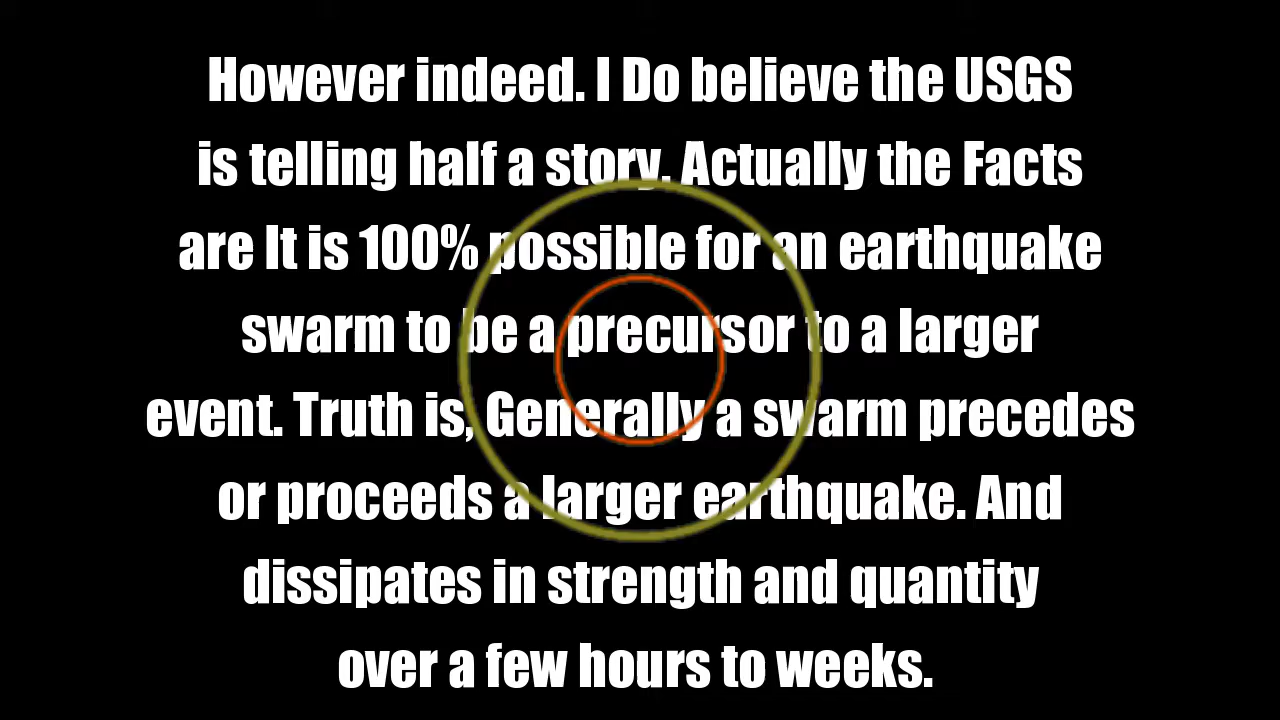 However indeed. I Do believe the USGS
is telling half a story. Actually the Facts
are It is 100% possible for an earthquake
swarm to be a precursor to a larger
event. Truth is, Generally a swarm precedes
or proceeds a larger earthquake. And
dissipates in strength and quantity
over a few hours to weeks.